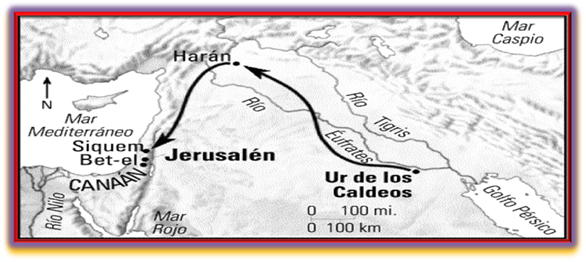 Mar
Caspio
Harán
N
Mar
Mediterráneo
Río
Tigris
Río
Éufrates
Siquem
Bet-el
Jerusalén
CANAÁN
Ur de los
Caldeos
Río Nilo
Mar
Rojo
0 100 mi.
0 100 km
Golfo Pérsico